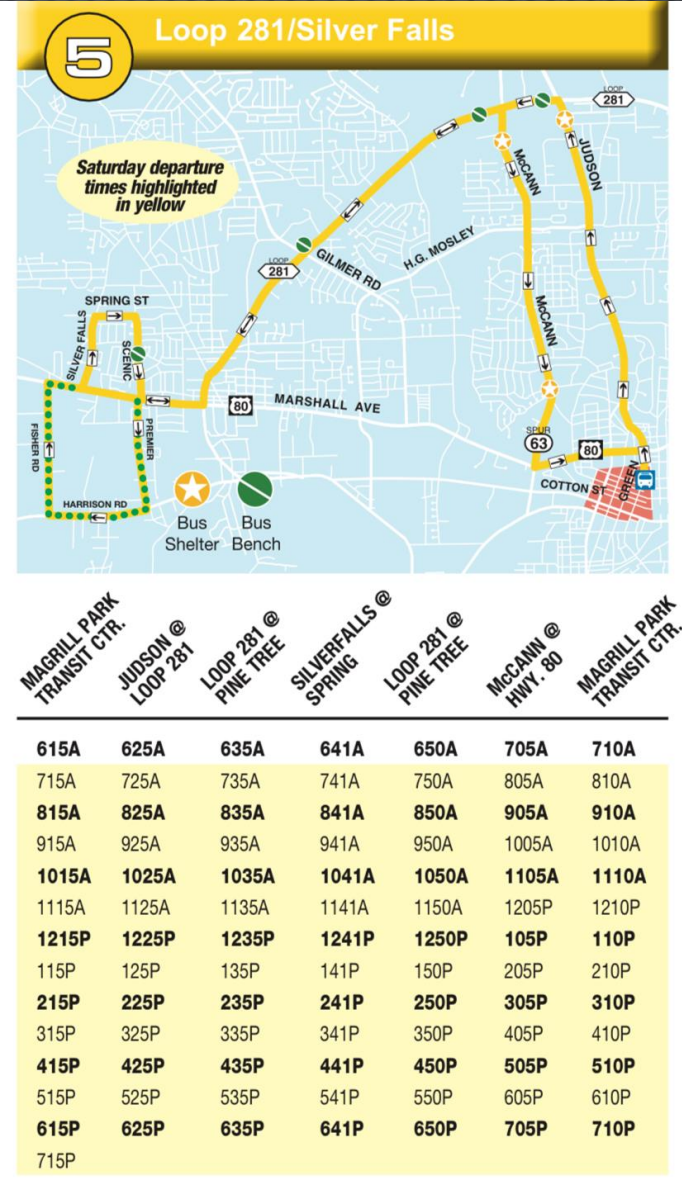 5
Loop 281/Silver Falls
Saturday departure
times highlighted
in yellow
LOOP
281
JUDSON
McCANN
H.G. MOSLEY
GILMER RD
LOOP
281
SPRING ST
SILVER FALLS
SCENIC
McCANN
80
MARSHALL AVE
PREMIER
FISHER RD
SPUR
63
80
COTTON ST
GREEN
HARRISON RD
Bus
Shelter
Bus
Bench
MAGRILL PARK
TRANSIT CTR.
JUDSON @
LOOP 281
LOOP 281 @
PINE TREE
SILVERFALLS @
SPRING
LOOP 281 @
PINE TREE
McCANN @
HWY. 80
MAGRILL PARK
TRANSIT CTR.
615A 625A 635A 641A 650A 705A 710A
715A 725A 735A 741A 750A 805A 810A
815A 825A 835A 841A 850A 905A 910A
915A 925A 935A 941A 950A 1005A 1010A
1015A 1025A 1035A 1041A 1050A 1105A 1110A
1115A 1125A 1135A 1141A 1150A 1205P 1210P
1215P 1225P 1235P 1241P 1250P 105P 110P
115P 125P 135P 141P 150P 205P 210P
215P 225P 235P 241P 250P 305P 310P
315P 325P 335P 341P 350P 405P 410P
415P 425P 435P 441P 450P 505P 510P
515P 525P 535P 541P 550P 605P 610P
615P 625P 635P 641P 650P 705P 710P
715P